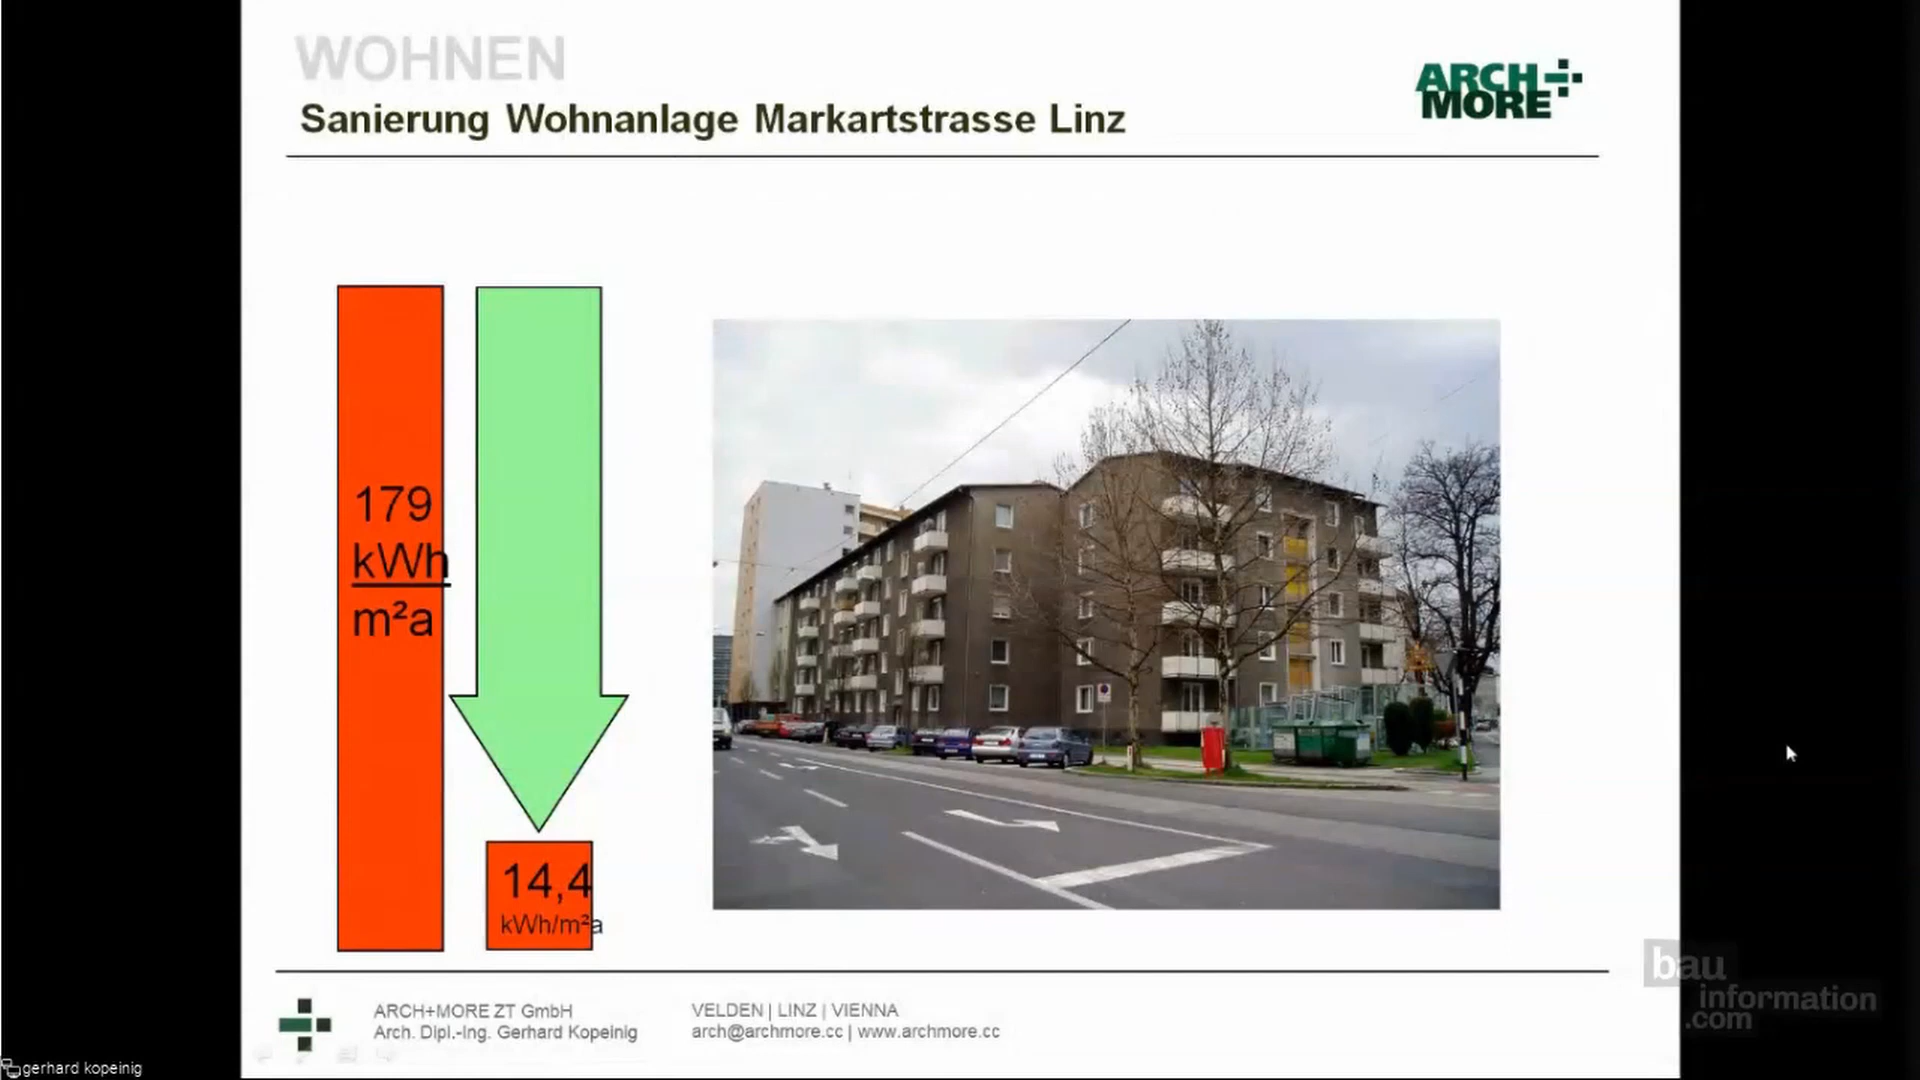 WOHNEN
Sanierung Wohnanlage Markartstrasse Linz
ARCH
MORE
179
kWh
m²a
14,4
kWh/m²a
ARCH+MORE ZT GmbH
Arch. Dipl.-Ing. Gerhard Kopeinig
VELDEN | LINZ | VIENNA
arch@archmore.cc | www.archmore.cc
bau
information
.com
gerhard kopeinig